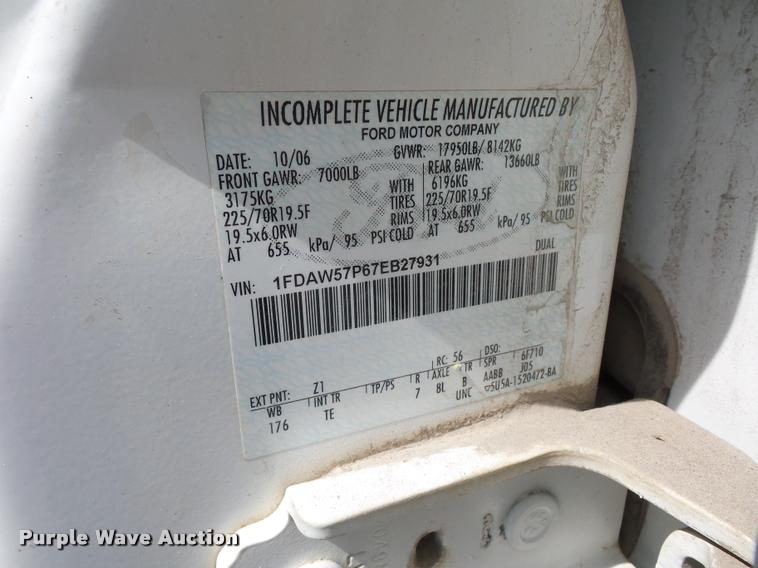 INCOMPLETE VEHICLE MANUFACTURED BY
FORD MOTOR COMPANY
DATE: 10/06 GVWR: 17950LB/ 8142KG
FRONT GAWR: 7000LB REAR GAWR: 13660LB
3175KG WITH 6196KG WITH
225/70R19.5F TIRES 225/70R19.5F TIRES
19.5x6.0RW RIMS 19.5x6.0RW RIMS
AT 655 kPa/ 95 PSI COLD AT 655 kPa/ 95 PSI COLD
DUAL
VIN: 1FDAW57P67EB27931
EXT PNT: Z1 RC: 56 DSO:
WB INT TR TP/PS R AXLE TR SPR 6F710
176 TE 7 8L B AABB JD5
UNC 5U5A-1520472-BA
Purple Wave Auction